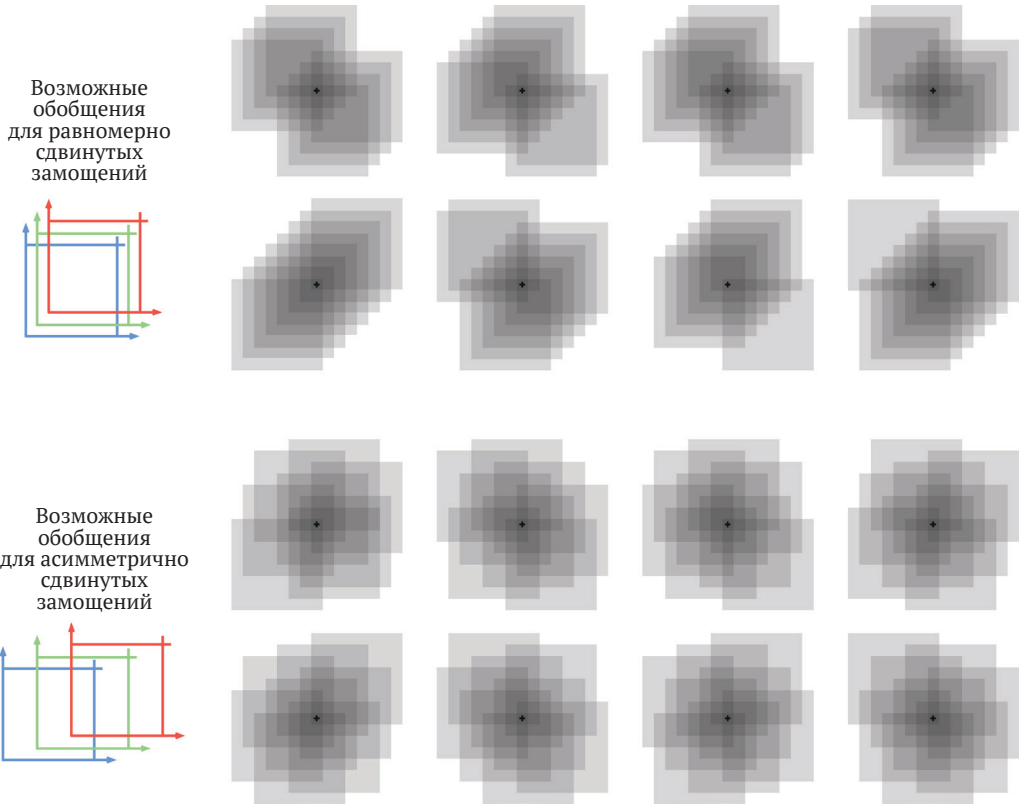 Возможные
обобщения
для равномерно
сдвинутых
замощений
Возможные
обобщения
для асимметрично
сдвинутых
замощений